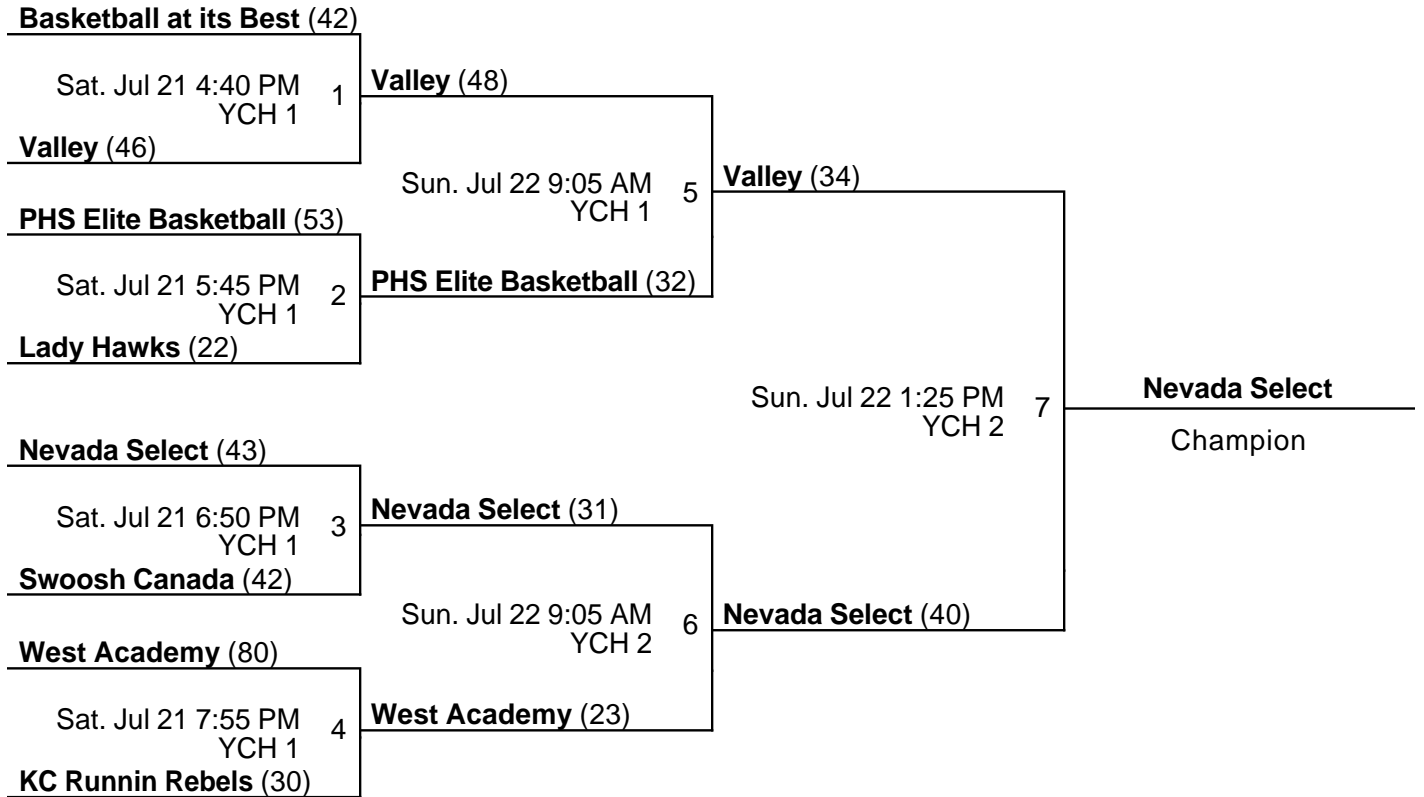 Basketball at its Best (42)
Sat. Jul 21 4:40 PM
YCH 1
1
Valley (46)
Valley (48)
PHS Elite Basketball (53)
Sat. Jul 21 5:45 PM
YCH 1
2
Lady Hawks (22)
Sun. Jul 22 9:05 AM
YCH 1
5
PHS Elite Basketball (32)
Valley (34)
Nevada Select (43)
Sat. Jul 21 6:50 PM
YCH 1
3
Swoosh Canada (42)
Nevada Select (31)
West Academy (80)
Sat. Jul 21 7:55 PM
YCH 1
4
KC Runnin Rebels (30)
Sun. Jul 22 9:05 AM
YCH 2
6
West Academy (23)
Nevada Select (40)
Sun. Jul 22 1:25 PM
YCH 2
7
Nevada Select
Champion